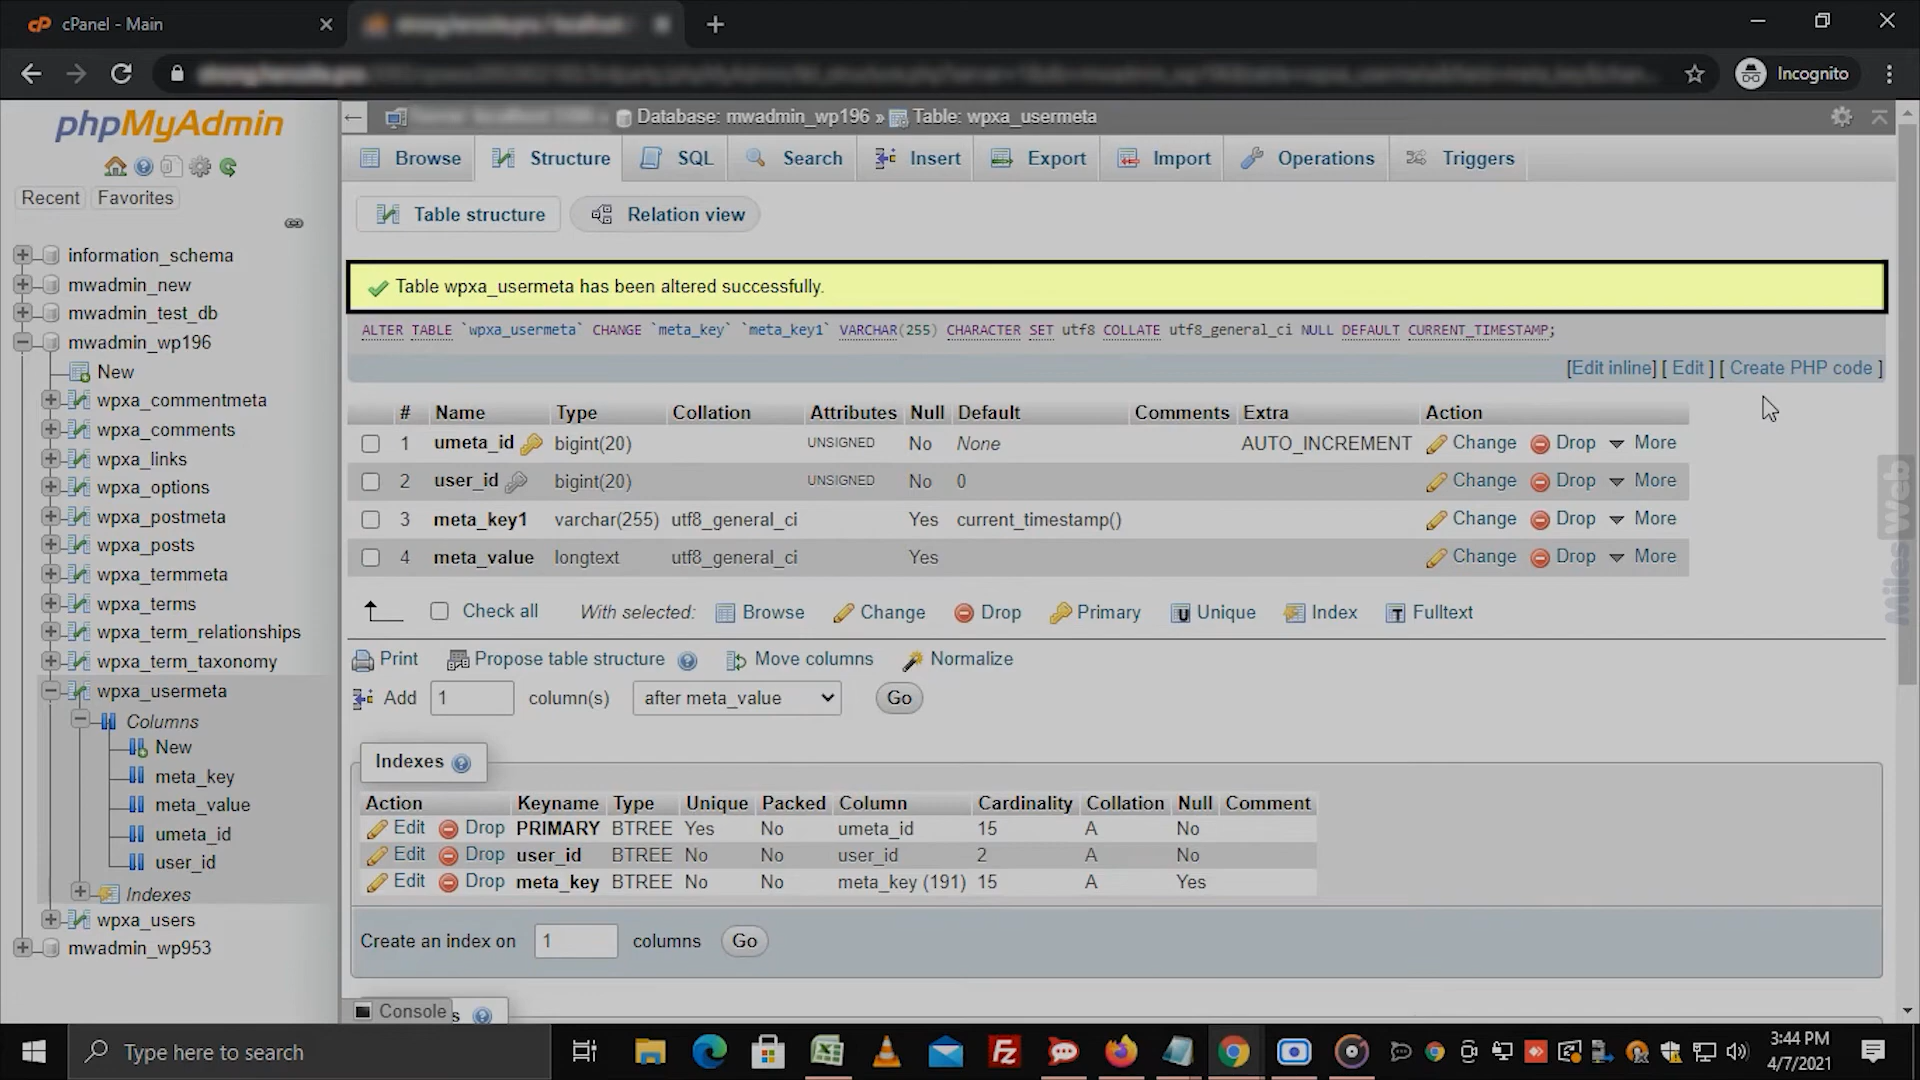 cPanel - Main
Incognito
phpMyAdmin
Database: mwadmin_wp196 » Table: wpxa_usermeta
Browse Structure SQL Search Insert Export Import Operations Triggers
Recent Favorites
Table structure Relation view
information_schema
mwadmin_new
mwadmin_test_db
mwadmin_wp196
New
wpxa_commentmeta
wpxa_comments
wpxa_links
wpxa_options
wpxa_postmeta
wpxa_posts
wpxa_termmeta
wpxa_terms
wpxa_term_relationships
wpxa_term_taxonomy
wpxa_usermeta
Columns
New
meta_key
meta_value
umeta_id
user_id
Indexes
wpxa_users
mwadmin_wp953
Table wpxa_usermeta has been altered successfully.
ALTER TABLE `wpxa_usermeta` CHANGE `meta_key` `meta_key1` VARCHAR(255) CHARACTER SET utf8 COLLATE utf8_general_ci NULL DEFAULT CURRENT_TIMESTAMP;
[Edit inline] [ Edit ] [ Create PHP code ]
# Name Type Collation Attributes Null Default Comments Extra Action
1 umeta_id bigint(20) UNSIGNED No None AUTO_INCREMENT Change Drop More
2 user_id bigint(20) UNSIGNED No 0 Change Drop More
3 meta_key1 varchar(255) utf8_general_ci Yes current_timestamp() Change Drop More
4 meta_value longtext utf8_general_ci Yes Change Drop More
Check all With selected: Browse Change Drop Primary Unique Index Fulltext
Print Propose table structure Move columns Normalize
Add 1 column(s) after meta_value Go
Indexes
Action Keyname Type Unique Packed Column Cardinality Collation Null Comment
Edit Drop PRIMARY BTREE Yes No umeta_id 15 A No
Edit Drop user_id BTREE No No user_id 2 A No
Edit Drop meta_key BTREE No No meta_key (191) 15 A Yes
Create an index on 1 columns Go
Console s
MilesWeb
Type here to search
3:44 PM
4/7/2021